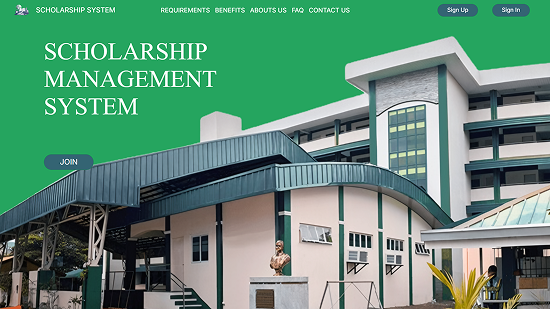 SCHOLARSHIP SYSTEM
REQUIREMENTS BENEFITS ABOUTS US FAQ CONTACT US
Sign Up
Sign In
SCHOLARSHIP
MANAGEMENT
SYSTEM
JOIN